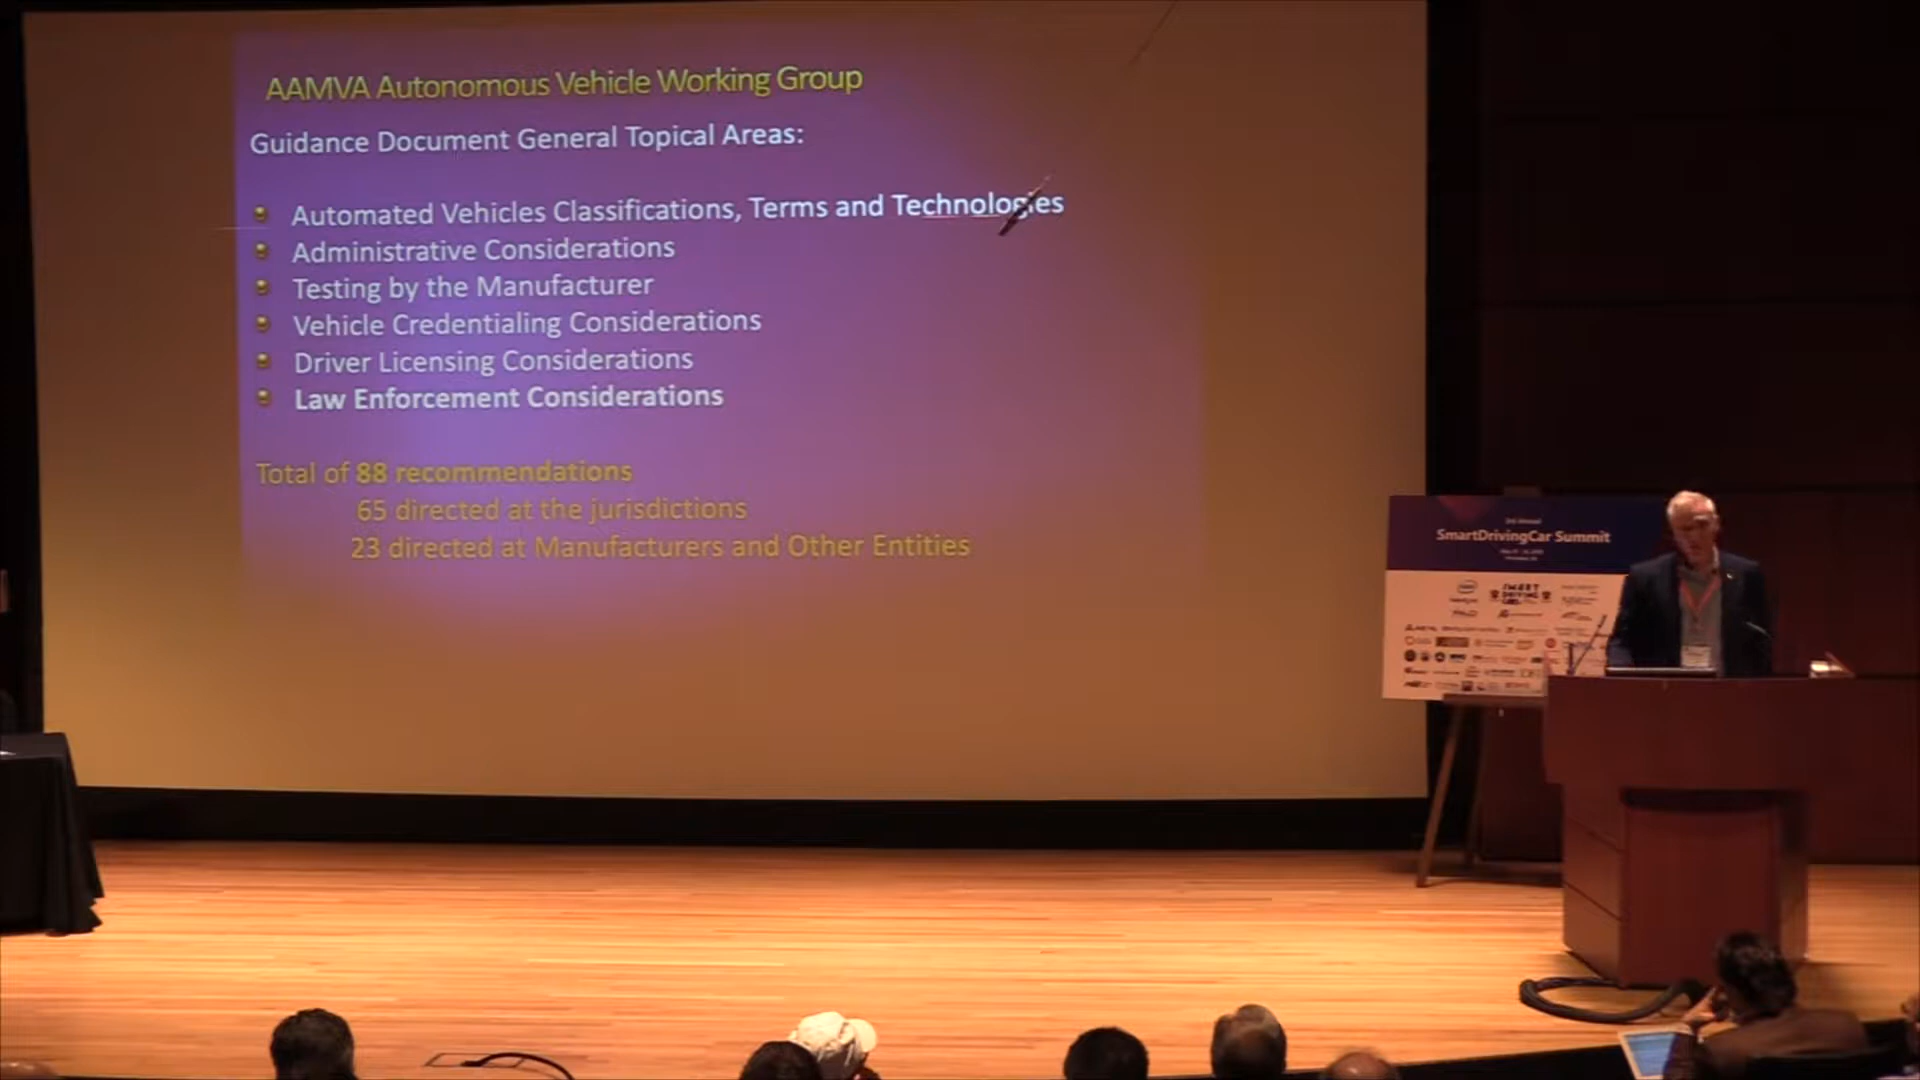 AAMVA Autonomous Vehicle Working Group
Guidance Document General Topical Areas:
Automated Vehicles Classifications, Terms and Technologies
Administrative Considerations
Testing by the Manufacturer
Vehicle Credentialing Considerations
Driver Licensing Considerations
Law Enforcement Considerations
Total of 88 recommendations
65 directed at the jurisdictions
23 directed at Manufacturers and Other Entities
SmartDrivingCar Summit